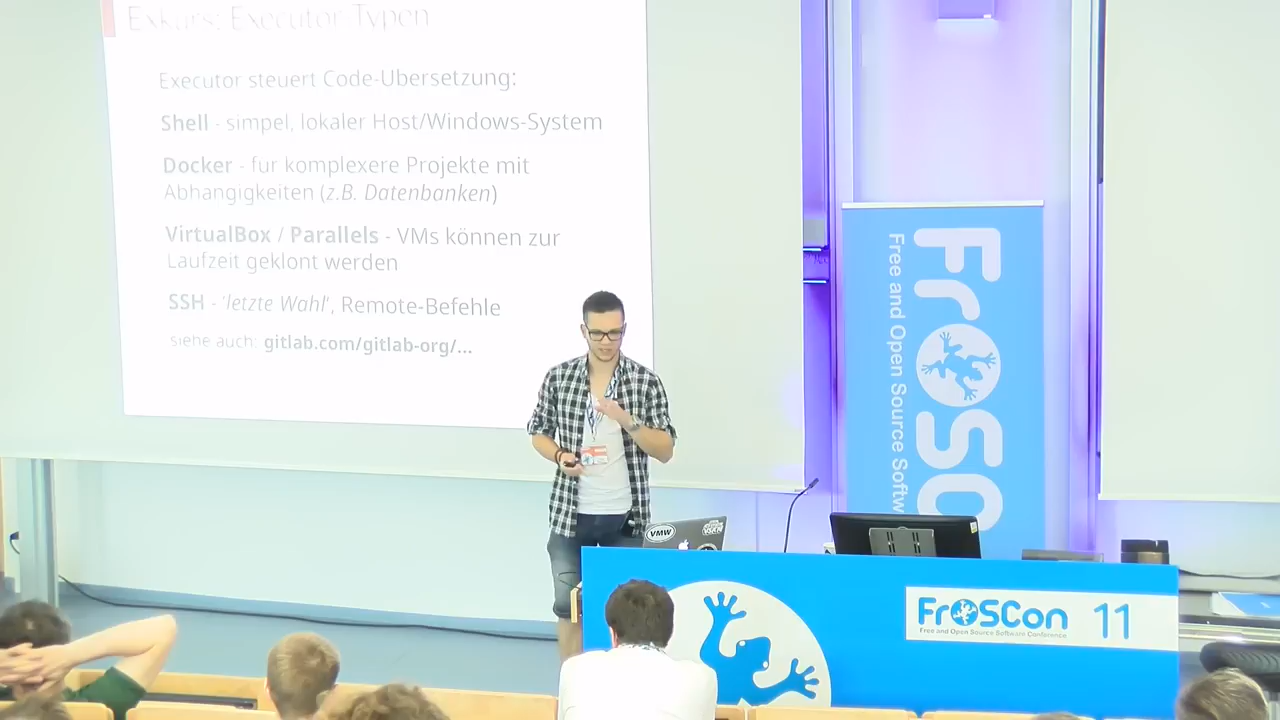 Exkurs: Executor-Typen
Executor steuert Code-Übersetzung:
Shell - simpel, lokaler Host/Windows-System
Docker - für komplexere Projekte mit
Abhängigkeiten (z.B. Datenbanken)
VirtualBox / Parallels - VMs können zur
Laufzeit geklont werden
SSH - 'letzte Wahl', Remote-Befehle
siehe auch: gitlab.com/gitlab-org/...
FrOSC
Free and Open Source Softw
VMW
FrOSCon 11
Free and Open Source Software Conference